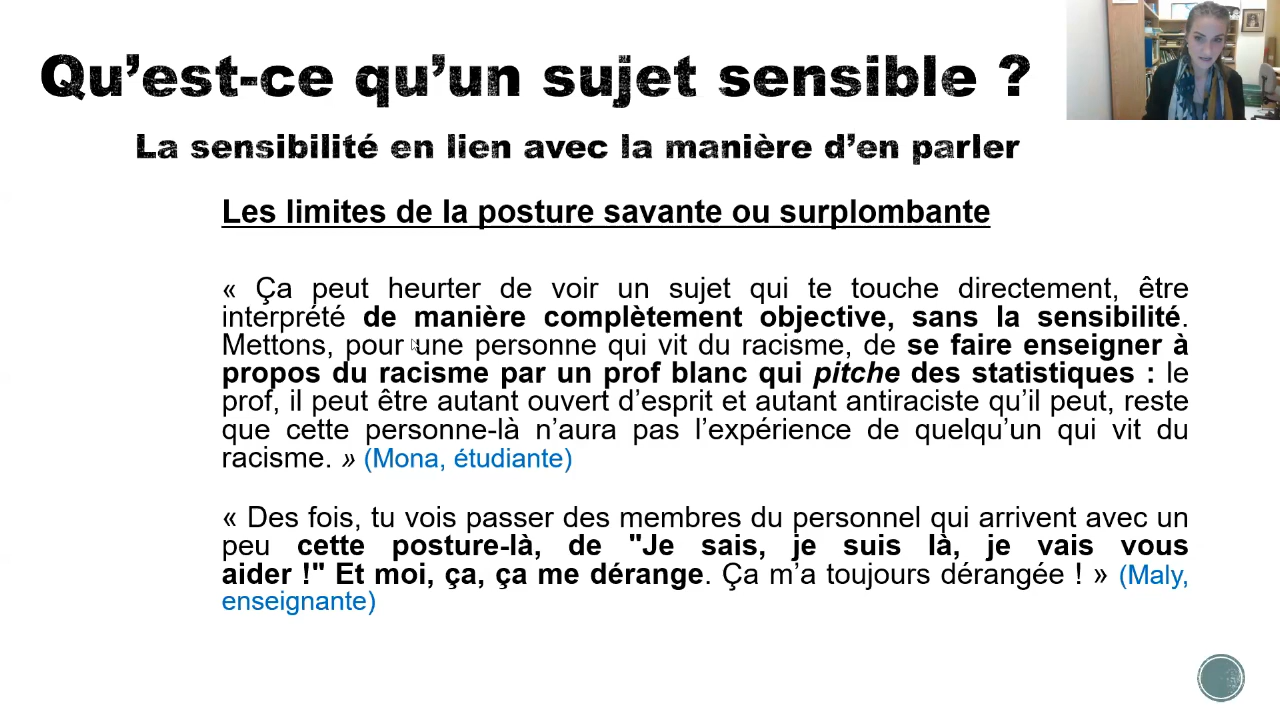 Qu’est-ce qu’un sujet sensible ?
La sensibilité en lien avec la manière d’en parler
Les limites de la posture savante ou surplombante
« Ça peut heurter de voir un sujet qui te touche directement, être
interprété de manière complètement objective, sans la sensibilité.
Mettons, pour une personne qui vit du racisme, de se faire enseigner à
propos du racisme par un prof blanc qui pitche des statistiques : le
prof, il peut être autant ouvert d’esprit et autant antiraciste qu’il peut, reste
que cette personne-là n’aura pas l’expérience de quelqu’un qui vit du
racisme. » (Mona, étudiante)
« Des fois, tu vois passer des membres du personnel qui arrivent avec un
peu cette posture-là, de "Je sais, je suis là, je vais vous
aider !" Et moi, ça, ça me dérange. Ça m’a toujours dérangée ! » (Maly,
enseignante)